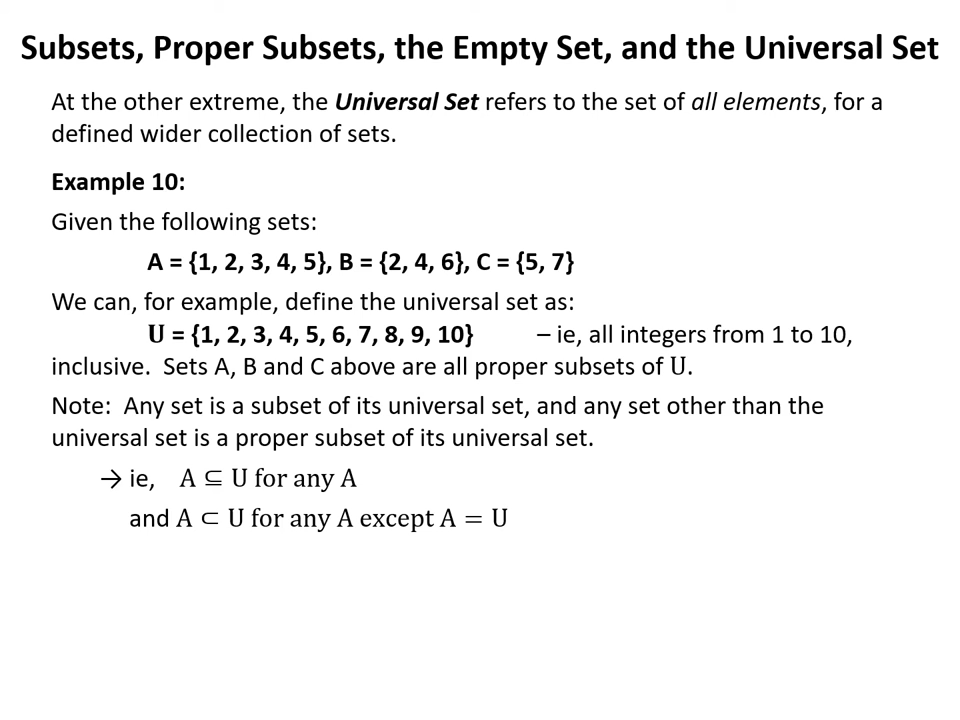 Subsets, Proper Subsets, the Empty Set, and the Universal Set
At the other extreme, the Universal Set refers to the set of all elements, for a
defined wider collection of sets.
Example 10:
Given the following sets:
A = {1, 2, 3, 4, 5}, B = {2, 4, 6}, C = {5, 7}
We can, for example, define the universal set as:
U = {1, 2, 3, 4, 5, 6, 7, 8, 9, 10} – ie, all integers from 1 to 10,
inclusive. Sets A, B and C above are all proper subsets of U.
Note: Any set is a subset of its universal set, and any set other than the
universal set is a proper subset of its universal set.
→ ie, A ⊆ U for any A
and A ⊂ U for any A except A = U